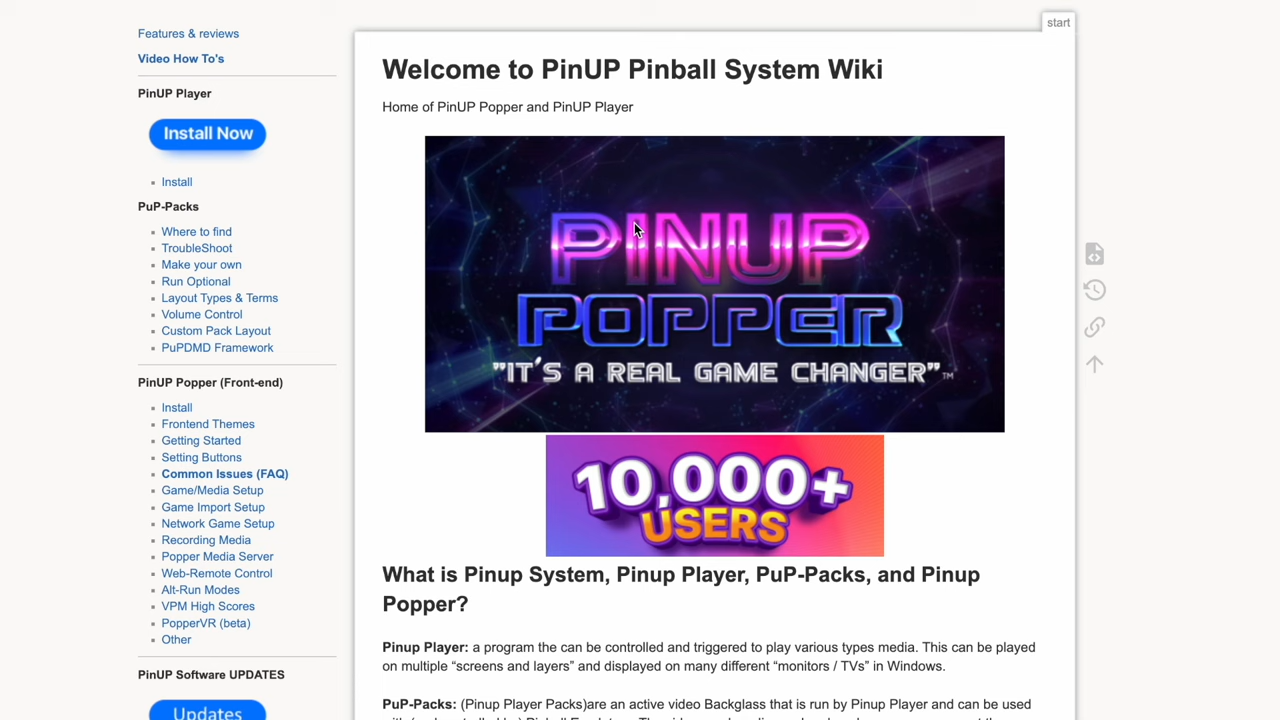 start
Features & reviews
Video How To's
PinUP Player
Install Now
Install
PuP-Packs
Where to find
TroubleShoot
Make your own
Run Optional
Layout Types & Terms
Volume Control
Custom Pack Layout
PuPDMD Framework
PinUP Popper (Front-end)
Install
Frontend Themes
Getting Started
Setting Buttons
Common Issues (FAQ)
Game/Media Setup
Game Import Setup
Network Game Setup
Recording Media
Popper Media Server
Web-Remote Control
Alt-Run Modes
VPM High Scores
PopperVR (beta)
Other
PinUP Software UPDATES
Updates
Welcome to PinUP Pinball System Wiki
Home of PinUP Popper and PinUP Player
PINUP
POPPER
"IT'S A REAL GAME CHANGER"™
10,000+
USERS
What is Pinup System, Pinup Player, PuP-Packs, and Pinup
Popper?
Pinup Player: a program the can be controlled and triggered to play various types media. This can be played
on multiple “screens and layers” and displayed on many different “monitors / TVs” in Windows.
PuP-Packs: (Pinup Player Packs)are an active video Backglass that is run by Pinup Player and can be used